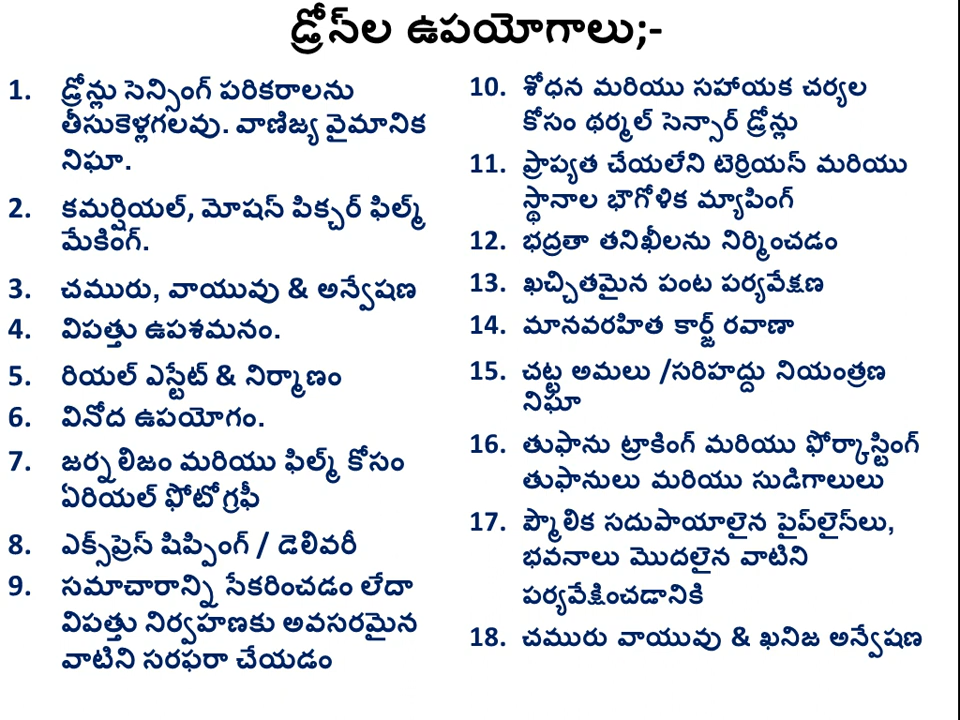 డ్రోన్‌ల ఉపయోగాలు;-
1. డ్రోన్లు సెన్సింగ్ పరికరాలను
తీసుకెళ్లగలవు. వాణిజ్య వైమానిక
నిఘా.
2. కమర్షియల్, మోషన్ పిక్చర్ ఫిల్మ్
మేకింగ్.
3. చమురు, వాయువు & అన్వేషణ
4. విపత్తు ఉపశమనం.
5. రియల్ ఎస్టేట్ & నిర్మాణం
6. వినోద ఉపయోగం.
7. జర్నలిజం మరియు ఫిల్మ్ కోసం
ఏరియల్ ఫోటోగ్రఫీ
8. ఎక్స్‌ప్రెస్ షిప్పింగ్ / డెలివరీ
9. సమాచారాన్ని సేకరించడం లేదా
విపత్తు నిర్వహణకు అవసరమైన
వాటిని సరఫరా చేయడం
10. శోధన మరియు సహాయక చర్యల
కోసం థర్మల్ సెన్సార్ డ్రోన్లు
11. ప్రాప్యత చేయలేని టెర్రియన్ మరియు
స్థానాల భౌగోళిక మ్యాపింగ్
12. భద్రతా తనిఖీలను నిర్మించడం
13. ఖచ్చితమైన పంట పర్యవేక్షణ
14. మానవరహిత కార్జ్ రవాణా
15. చట్ట అమలు /సరిహద్దు నియంత్రణ
నిఘా
16. తుఫాను ట్రాకింగ్ మరియు ఫోర్కాస్టింగ్
తుఫానులు మరియు సుడిగాలులు
17. ప్మౌలిక సదుపాయాలైన పైప్‌లైన్‌లు,
భవనాలు మొదలైన వాటిని
పర్యవేక్షించడానికి
18. చమురు వాయువు & ఖనిజ అన్వేషణ